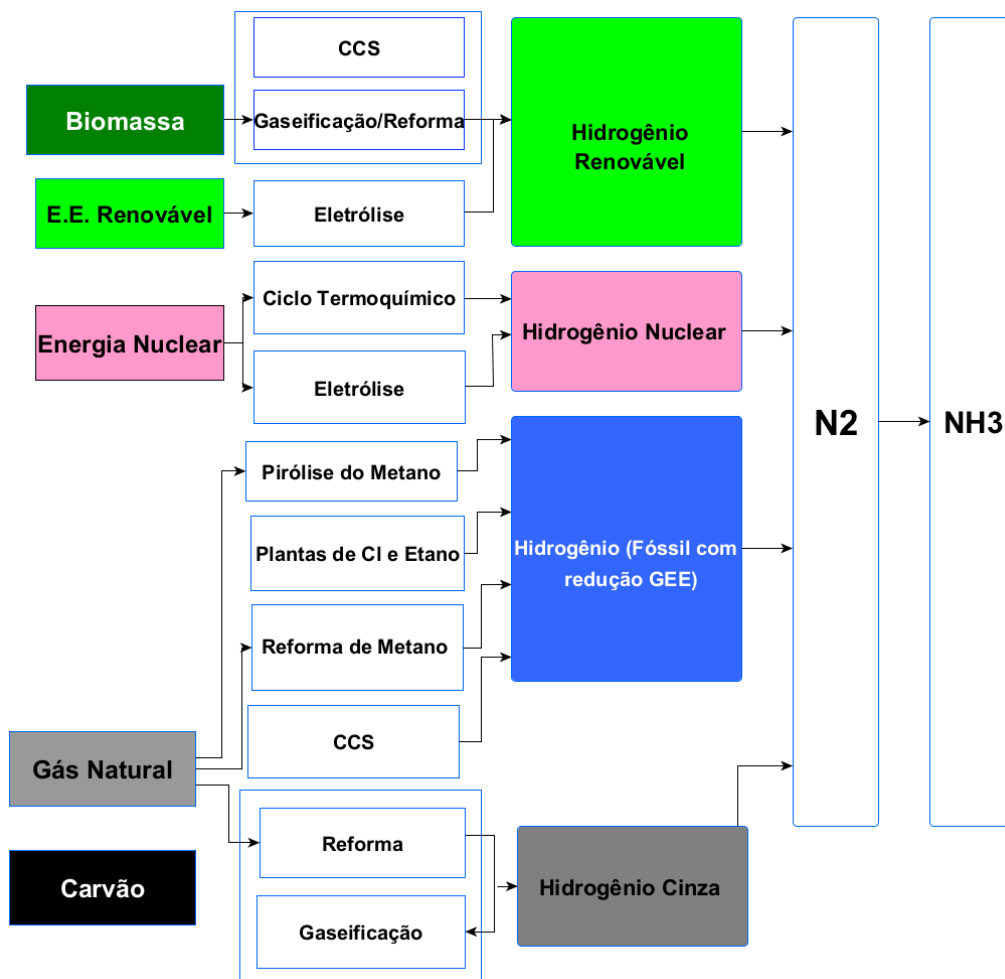 CCS
Biomassa
Gaseificação/Reforma
Hidrogênio
Renovável
E.E. Renovável
Eletrólise
Ciclo Termoquímico
Energia Nuclear
Hidrogênio Nuclear
Eletrólise
N2
NH3
Pirólise do Metano
Plantas de Cl e Etano
Hidrogênio (Fóssil com
redução GEE)
Reforma de Metano
CCS
Gás Natural
Reforma
Carvão
Hidrogênio Cinza
Gaseificação